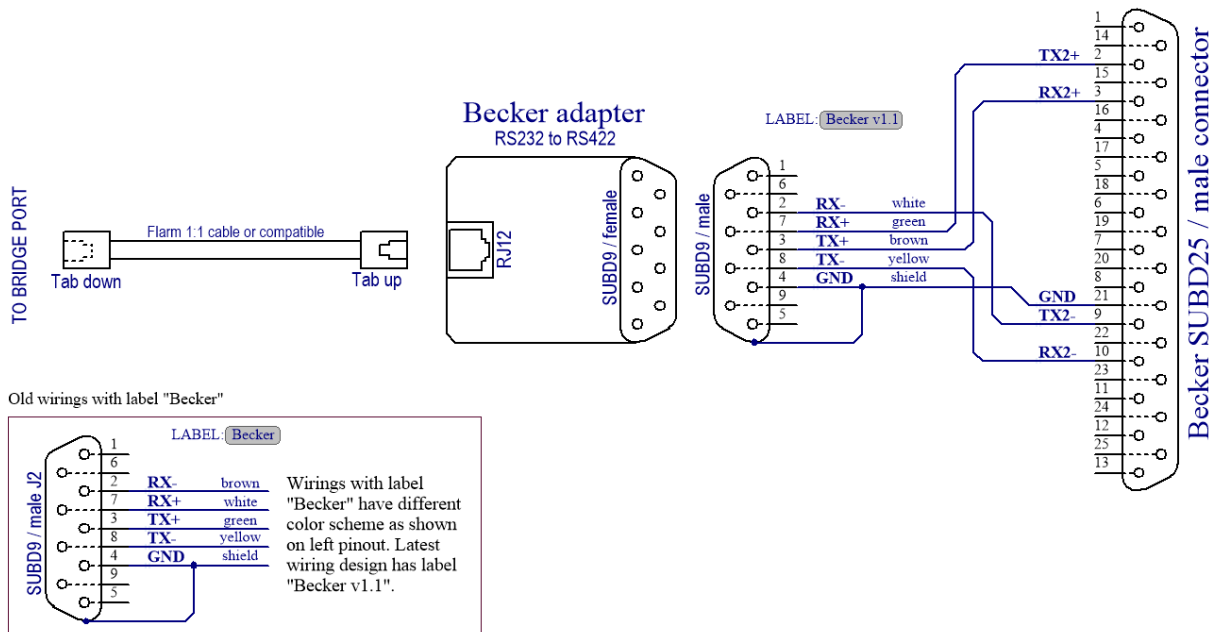 Becker adapter
RS232 to RS422
TO BRIDGE PORT
Tab down
Flarm 1:1 cable or compatible
Tab up
RJ12
SUBD9 / female
SUBD9 / male
LABEL: Becker v1.1
1
6
2 RX- white
7 RX+ green
3 TX+ brown
8 TX- yellow
4 GND shield
9
5
1
14
TX2+ 2
15
RX2+ 3
16
4
17
5
18
6
19
7
20
8
GND 21
TX2- 9
22
RX2- 10
23
11
24
12
25
13
Becker SUBD25 / male connector
Old wirings with label "Becker"
LABEL: Becker
SUBD9 / male J2
1
6
2 RX- brown
7 RX+ white
3 TX+ green
8 TX- yellow
4 GND shield
9
5
Wirings with label
"Becker" have different
color scheme as shown
on left pinout. Latest
wiring design has label
"Becker v1.1".